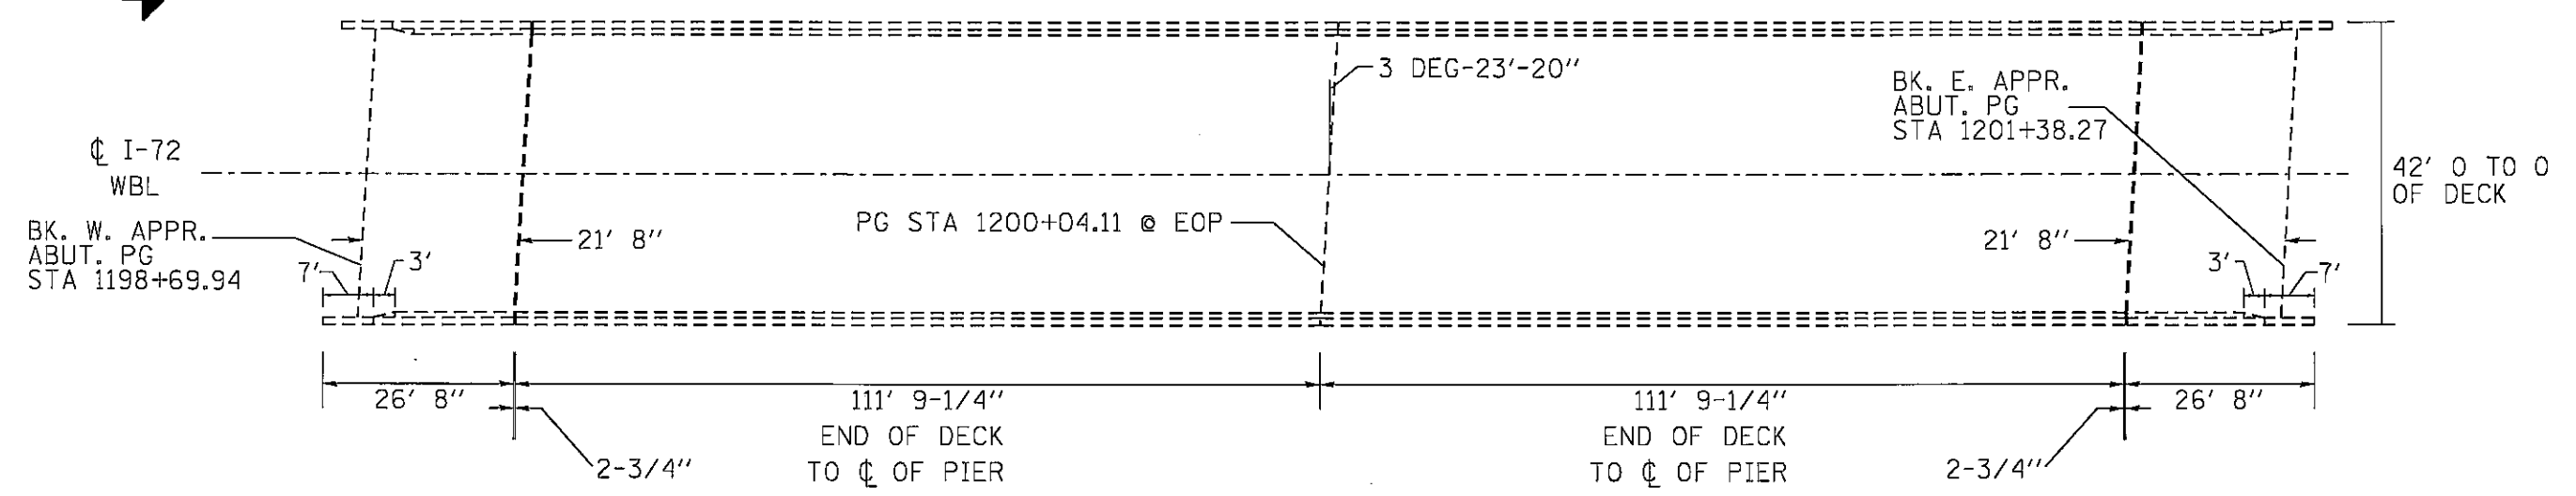 3 DEG-23'-20"
BK. E. APPR.
ABUT. PG
STA 1201+38.27
℄ I-72
WBL
42' O TO O
OF DECK
PG STA 1200+04.11 @ EOP
BK. W. APPR.
ABUT. PG
STA 1198+69.94
21' 8"
21' 8"
7'
3'
3'
7'
26' 8"
111' 9-1/4"
END OF DECK
TO ℄ OF PIER
111' 9-1/4"
END OF DECK
TO ℄ OF PIER
26' 8"
2-3/4"
2-3/4"